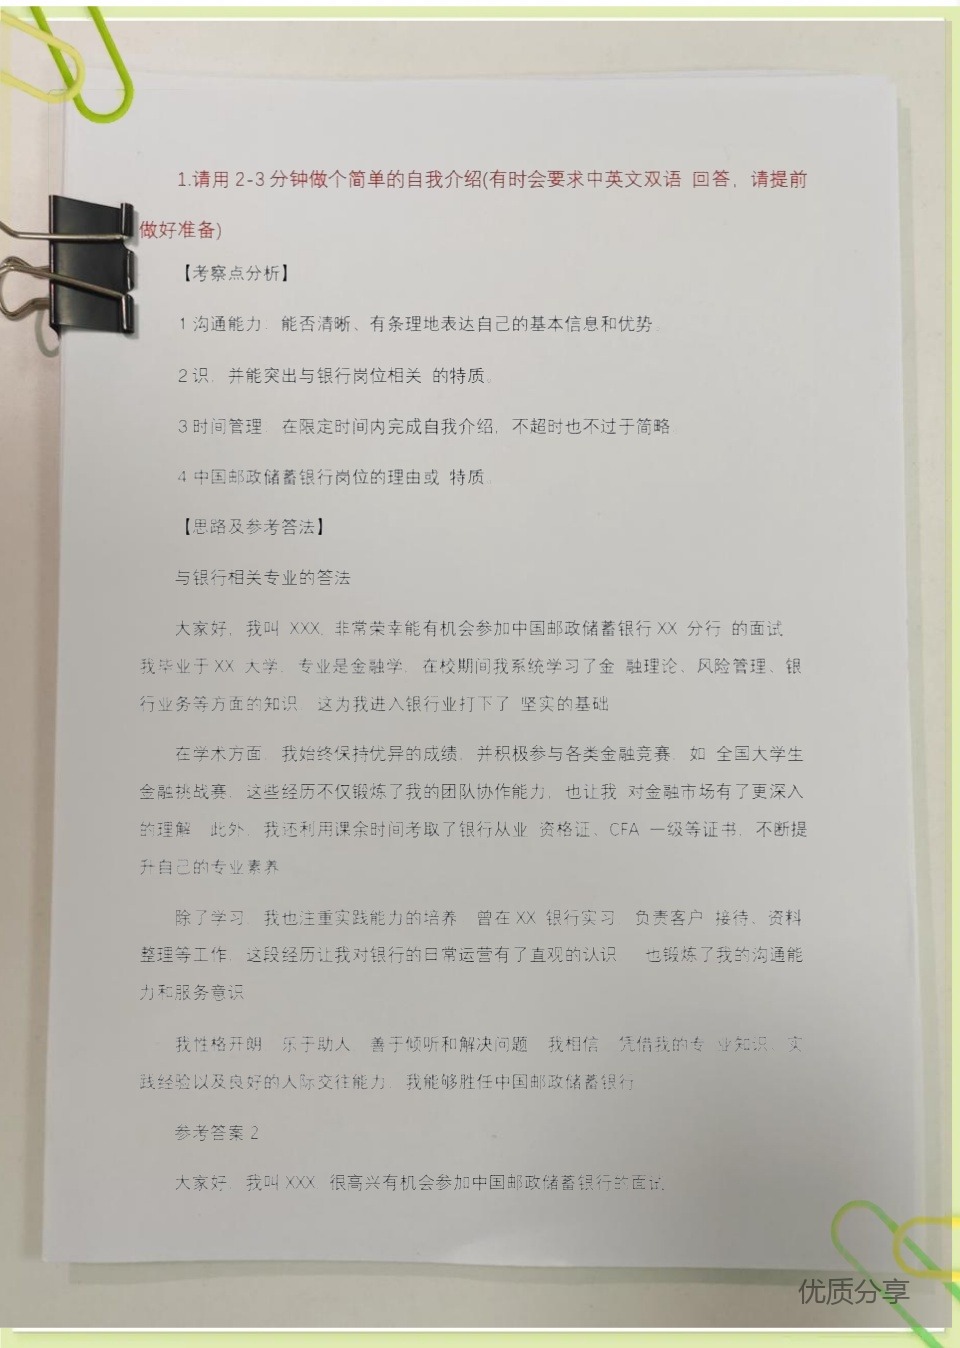 1.请用 2-3 分钟做个简单的自我介绍(有时会要求中英文双语 回答，请提前
做好准备)
【考察点分析】
1 沟通能力．能否清晰、有条理地表达自己的基本信息和优势。
2 识．并能突出与银行岗位相关 的特质。
3 时间管理．在限定时间内完成自我介绍，不超时也不过于简略
4 中国邮政储蓄银行岗位的理由或 特质。
【思路及参考答法】
与银行相关专业的答法
大家好，我叫 XXX，非常荣幸能有机会参加中国邮政储蓄银行 XX 分行 的面试
我毕业于 XX 大学．专业是金融学．在校期间我系统学习了金 融理论、风险管理、银
行业务等方面的知识．这为我进入银行业打下了 坚实的基础
在学术方面．我始终保持优异的成绩．并积极参与各类金融竞赛．如 全国大学生
金融挑战赛．这些经历不仅锻炼了我的团队协作能力，也让我 对金融市场有了更深入
的理解 此外，我还利用课余时间考取了银行从业 资格证、CFA 一级等证书．不断提
升自己的专业素养
除了学习．我也注重实践能力的培养 曾在 XX 银行实习 负责客户 接待、资料
整理等工作．这段经历让我对银行的日常运营有了直观的认识 也锻炼了我的沟通能
力和服务意识
我性格开朗 乐于助人 善于倾听和解决问题 我相信 凭借我的专 业知识、实
践经验以及良好的人际交往能力．我能够胜任中国邮政储蓄银行
参考答案 2
大家好 我叫 XXX 很高兴有机会参加中国邮政储蓄银行的面试
优质分享